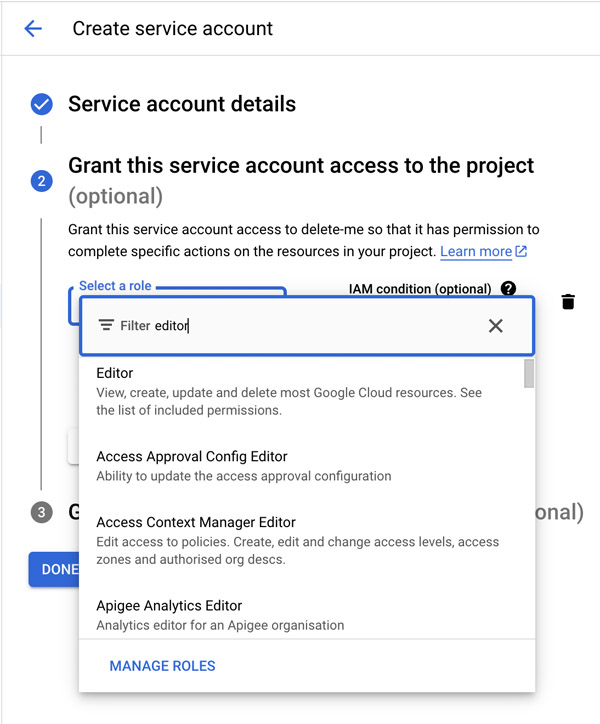 Create service account
Service account details
2
Grant this service account access to the project
(optional)
Grant this service account access to delete-me so that it has permission to
complete specific actions on the resources in your project. Learn more
Select a role
IAM condition (optional) ?
Filter editor
Editor
View, create, update and delete most Google Cloud resources. See
the list of included permissions.
Access Approval Config Editor
Ability to update the access approval configuration
Access Context Manager Editor
Edit access to policies. Create, edit and change access levels, access
zones and authorised org descs.
3
G
onal)
DONE
Apigee Analytics Editor
Analytics editor for an Apigee organisation
MANAGE ROLES